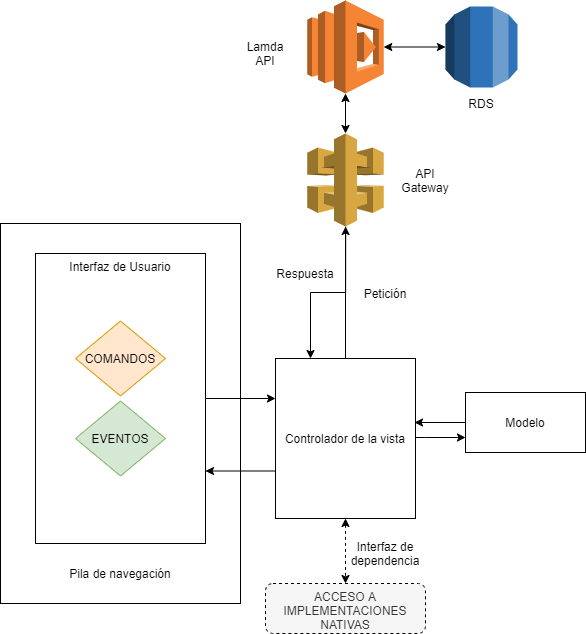 Lamda
API
RDS
API
Gateway
Respuesta
Petición
Interfaz de Usuario
COMANDOS
EVENTOS
Pila de navegación
Controlador de la vista
Modelo
Interfaz de
dependencia
ACCESO A
IMPLEMENTACIONES
NATIVAS